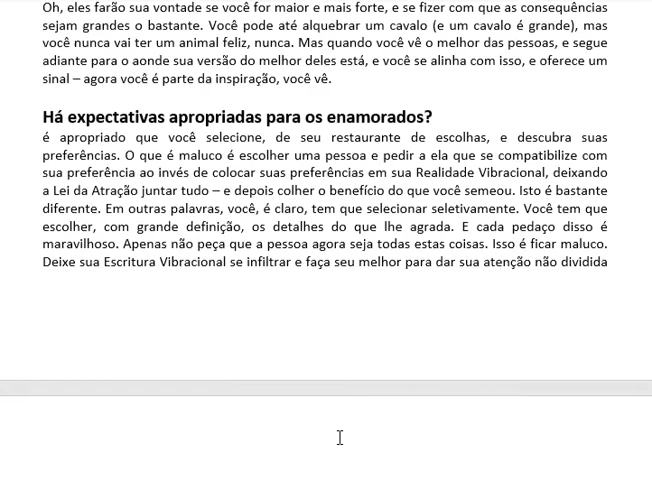 Oh, eles farão sua vontade se você for maior e mais forte, e se fizer com que as consequências
sejam grandes o bastante. Você pode até alquebrar um cavalo (e um cavalo é grande), mas
você nunca vai ter um animal feliz, nunca. Mas quando você vê o melhor das pessoas, e segue
adiante para o aonde sua versão do melhor deles está, e você se alinha com isso, e oferece um
sinal – agora você é parte da inspiração, você vê.
Há expectativas apropriadas para os enamorados?
é apropriado que você selecione, de seu restaurante de escolhas, e descubra suas
preferências. O que é maluco é escolher uma pessoa e pedir a ela que se compatibilize com
sua preferência ao invés de colocar suas preferências em sua Realidade Vibracional, deixando
a Lei da Atração juntar tudo – e depois colher o benefício do que você semeou. Isto é bastante
diferente. Em outras palavras, você, é claro, tem que selecionar seletivamente. Você tem que
escolher, com grande definição, os detalhes do que lhe agrada. E cada pedaço disso é
maravilhoso. Apenas não peça que a pessoa agora seja todas estas coisas. Isso é ficar maluco.
Deixe sua Escritura Vibracional se infiltrar e faça seu melhor para dar sua atenção não dividida